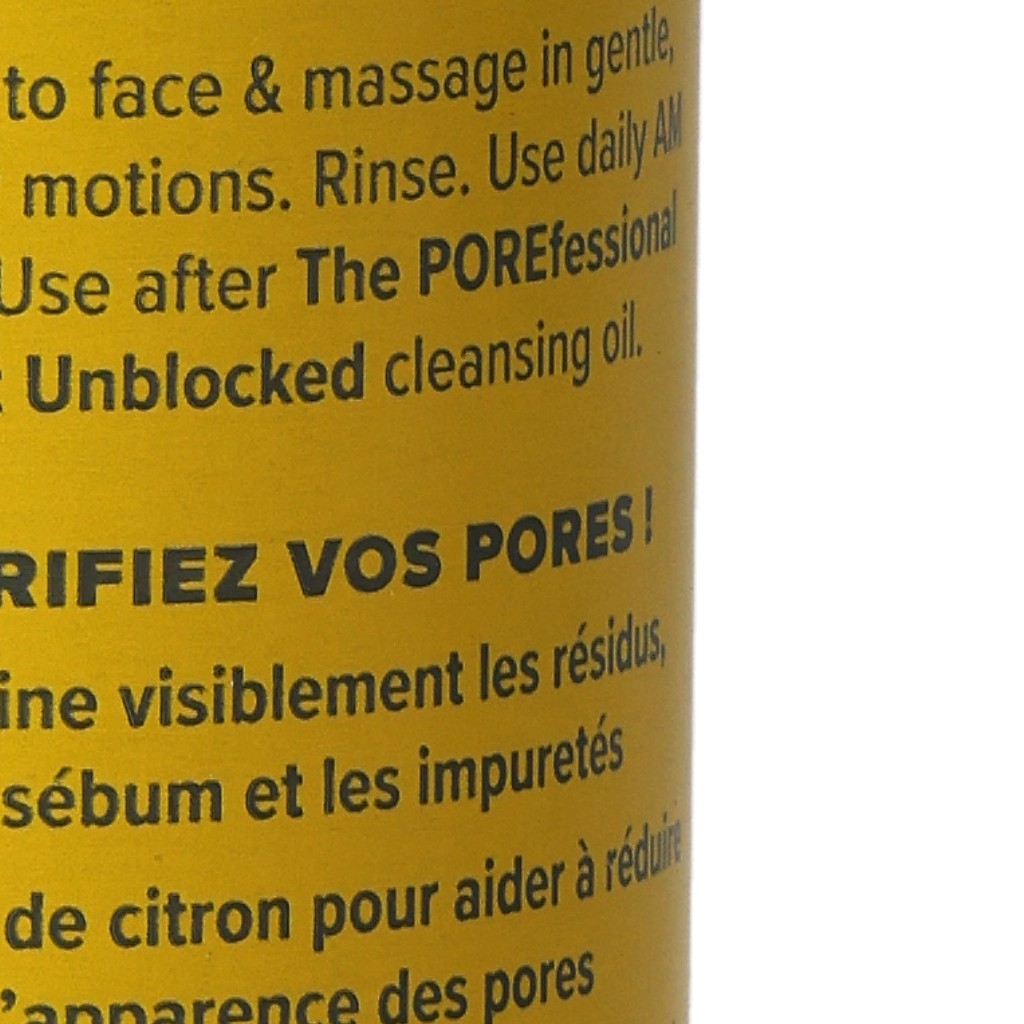 to face & massage in gentle,
motions. Rinse. Use daily AM
Use after The POREfessional
Unblocked cleansing oil.
RIFIEZ VOS PORES !
ine visiblement les résidus,
sébum et les impuretés
de citron pour aider à réduire
'apparence des pores